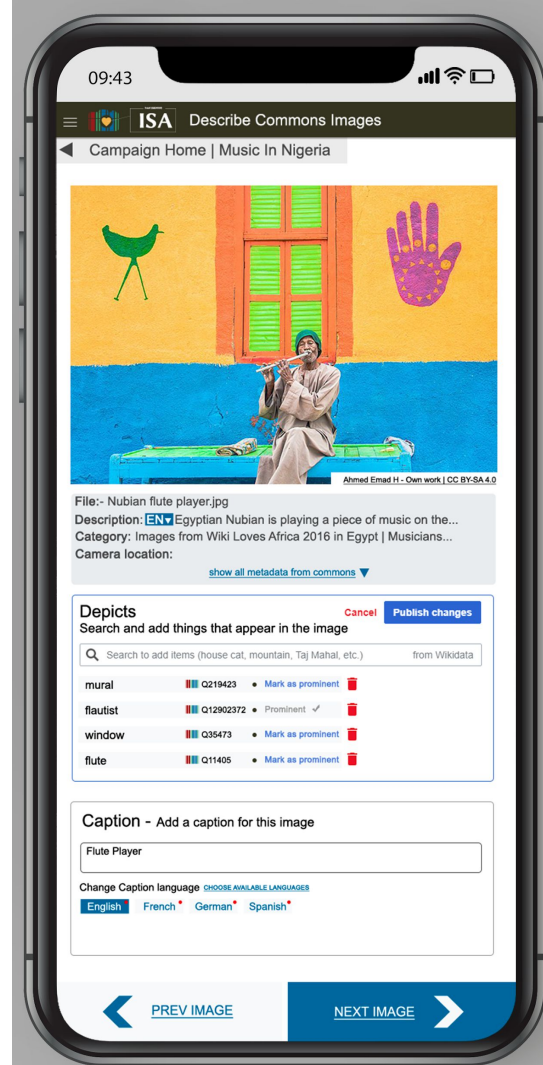 09:43
ISA Describe Commons Images
Campaign Home | Music In Nigeria
Ahmed Emad H - Own work | CC BY-SA 4.0
File:- Nubian flute player.jpg
Description: EN▾ Egyptian Nubian is playing a piece of music on the...
Category: Images from Wiki Loves Africa 2016 in Egypt | Musicians...
Camera location:
show all metadata from commons ▼
Depicts Cancel Publish changes
Search and add things that appear in the image
Search to add items (house cat, mountain, Taj Mahal, etc.) from Wikidata
mural Q219423 • Mark as prominent
flautist Q12902372 • Prominent ✓
window Q35473 • Mark as prominent
flute Q11405 • Mark as prominent
Caption - Add a caption for this image
Flute Player
Change Caption language CHOOSE AVAILABLE LANGUAGES
English* French* German* Spanish*
PREV IMAGE NEXT IMAGE